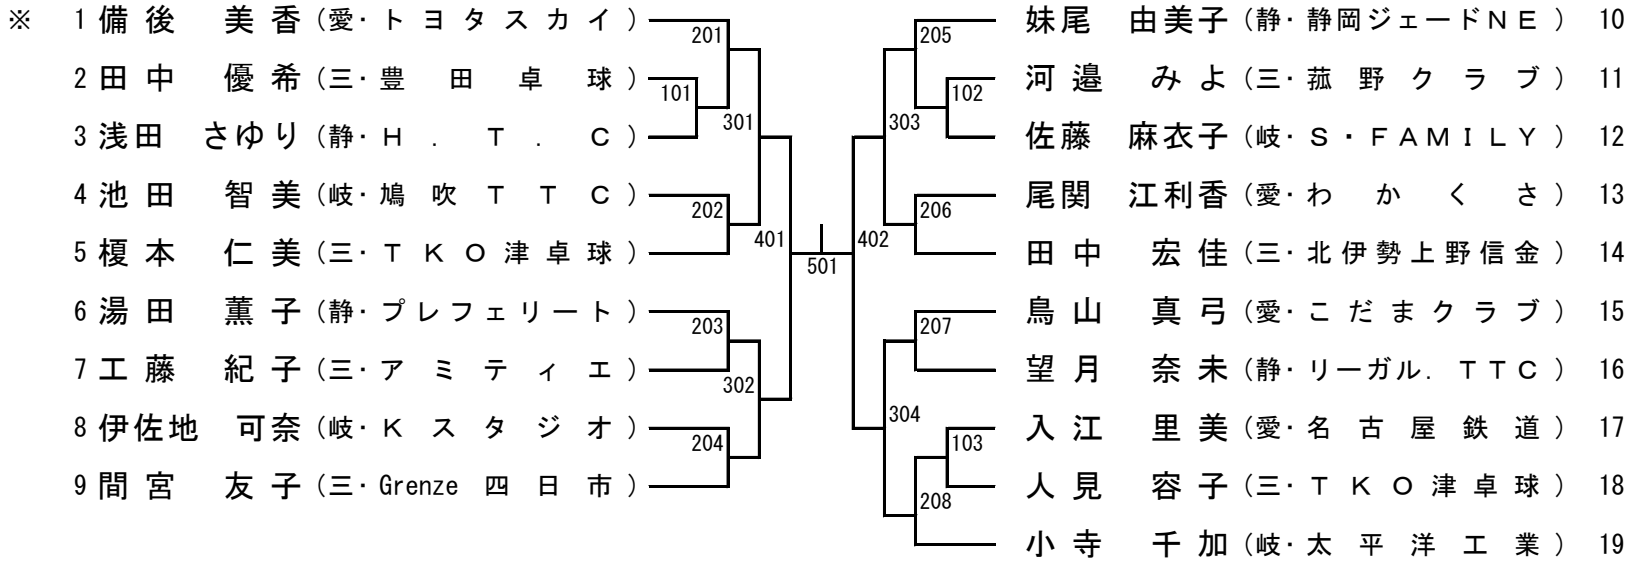 ※ 1 備後 美香 (愛・トヨタスカイ)
2 田中 優希 (三・豊田卓球)
3 浅田 さゆり (静・H.T.C)
4 池田 智美 (岐・鳩吹TTC)
5 榎本 仁美 (三・TKO津卓球)
6 湯田 薫子 (静・プレフェリート)
7 工藤 紀子 (三・アミティエ)
8 伊佐地 可奈 (岐・Kスタジオ)
9 間宮 友子 (三・Grenze 四日市)
201
101
301
202
401
203
302
204
501
205
102
303
206
402
207
304
103
208
妹尾 由美子 (静・静岡ジェードNE) 10
河邉 みよ (三・菰野クラブ) 11
佐藤 麻衣子 (岐・S・FAMILY) 12
尾関 江利香 (愛・わかくさ) 13
田中 宏佳 (三・北伊勢上野信金) 14
鳥山 真弓 (愛・こだまクラブ) 15
望月 奈未 (静・リーガル.TTC) 16
入江 里美 (愛・名古屋鉄道) 17
人見 容子 (三・TKO津卓球) 18
小寺 千加 (岐・太平洋工業) 19